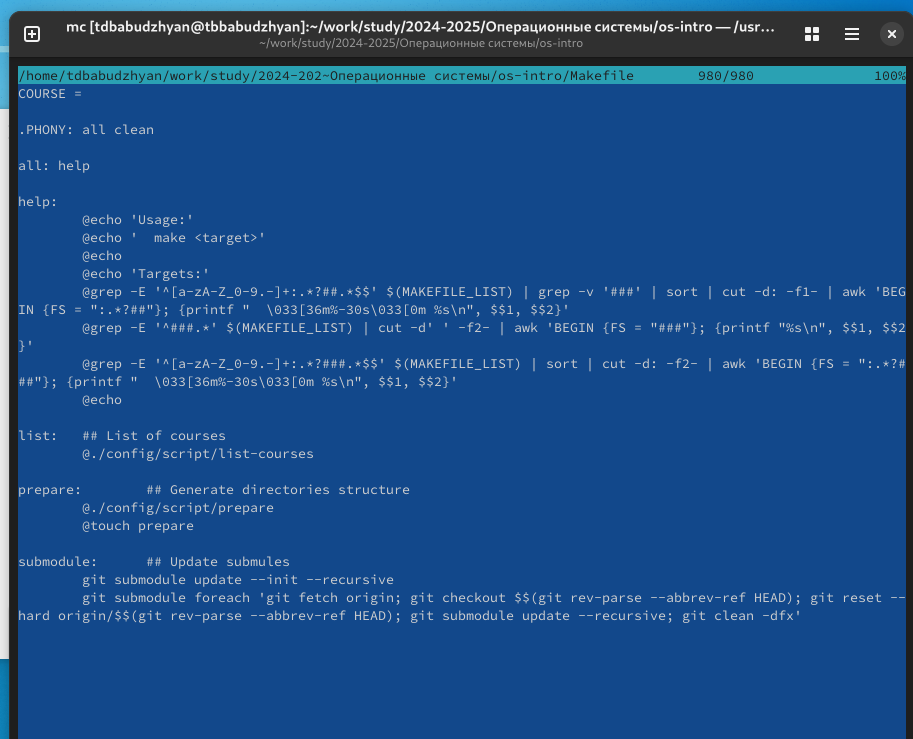 mc [tdbabudzhyan@tbbabudzhyan]:~/work/study/2024-2025/Операционные системы/os-intro — /usr...
~/work/study/2024-2025/Операционные системы/os-intro
/home/tdbabudzhyan/work/study/2024-202~Операционные системы/os-intro/Makefile        980/980               100%
COURSE =
.PHONY: all clean
all: help
help:
        @echo 'Usage:'
        @echo '  make <target>'
        @echo
        @echo 'Targets:'
        @grep -E '^[a-zA-Z_0-9.-]+:.*?##.*$$' $(MAKEFILE_LIST) | grep -v '###' | sort | cut -d: -f1- | awk 'BEG
IN {FS = ":.*?##"}; {printf "  \033[36m%-30s\033[0m %s\n", $$1, $$2}'
        @grep -E '^###.*' $(MAKEFILE_LIST) | cut -d' ' -f2- | awk 'BEGIN {FS = "###"}; {printf "%s\n", $$1, $$2
}'
        @grep -E '^[a-zA-Z_0-9.-]+:.*?###.*$$' $(MAKEFILE_LIST) | sort | cut -d: -f2- | awk 'BEGIN {FS = ":.*?#
##"}; {printf "  \033[36m%-30s\033[0m %s\n", $$1, $$2}'
        @echo
list:   ## List of courses
        @./config/script/list-courses
prepare:        ## Generate directories structure
        @./config/script/prepare
        @touch prepare
submodule:      ## Update submules
        git submodule update --init --recursive
        git submodule foreach 'git fetch origin; git checkout $$(git rev-parse --abbrev-ref HEAD); git reset --
hard origin/$$(git rev-parse --abbrev-ref HEAD); git submodule update --recursive; git clean -dfx'